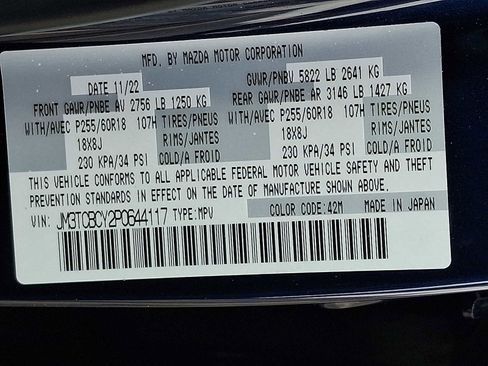 MFD. BY MAZDA MOTOR CORPORATION
DATE 11/22 GVWR/PNBV 5822 LB 2641 KG
FRONT GAWR/PNBE AV 2756 LB 1250 KG REAR GAWR/PNBE AR 3146 LB 1427 KG
WITH/AVEC P255/60R18 107H TIRES/PNEUS WITH/AVEC P255/60R18 107H TIRES/PNEUS
18X8J RIMS/JANTES 18X8J RIMS/JANTES
230 KPA/34 PSI COLD/A FROID 230 KPA/34 PSI COLD/A FROID
THIS VEHICLE CONFORMS TO ALL APPLICABLE FEDERAL MOTOR VEHICLE SAFETY AND THEFT
PREVENTION STANDARDS IN EFFECT ON THE DATE OF MANUFACTURE SHOWN ABOVE.
VIN: JM3TCBCY2P0644117 TYPE:MPV COLOR CODE:42M MADE IN JAPAN